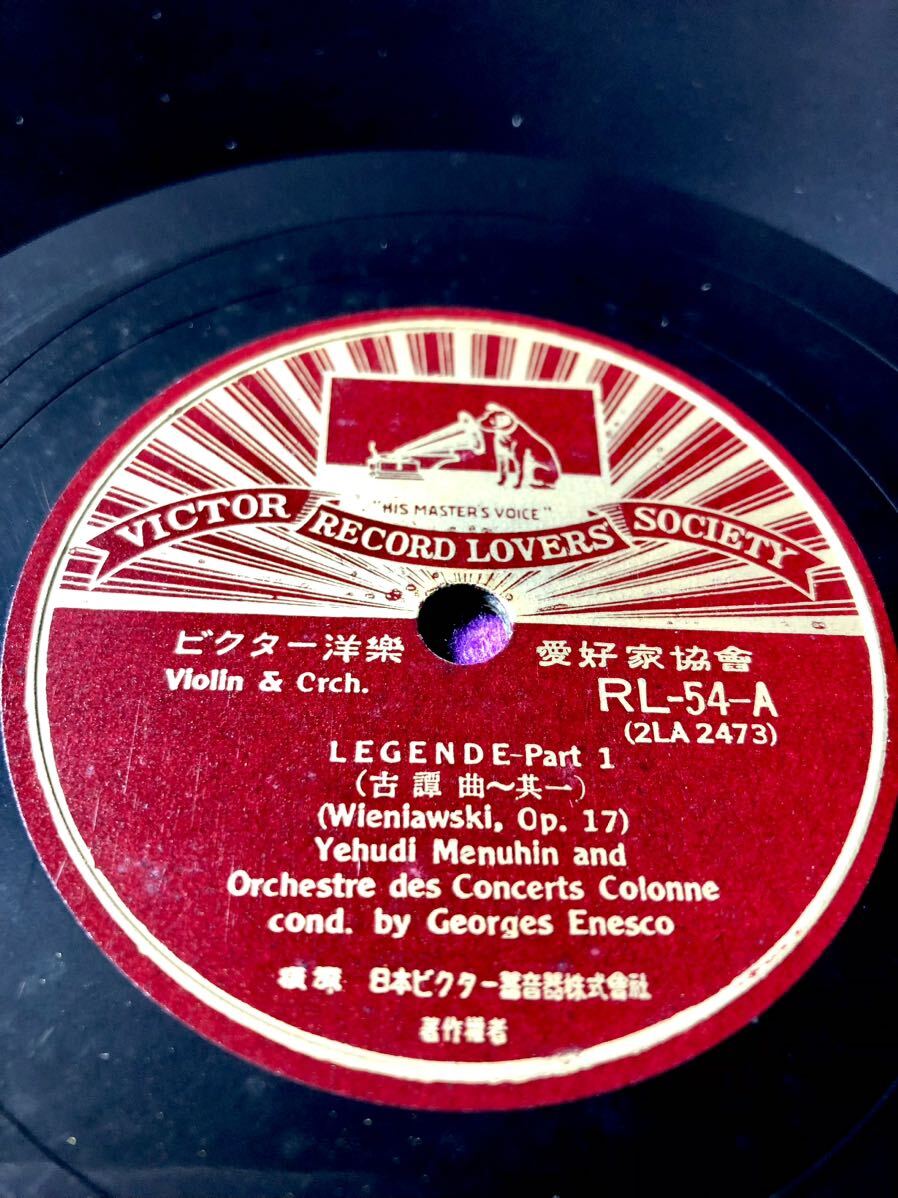 "HIS MASTER'S VOICE"
VICTOR RECORD LOVERS' SOCIETY
ビクター洋樂 愛好家協會
Violin & Orch.
RL-54-A
(2LA 2473)
LEGENDE-Part 1
(古譚曲〜其一)
(Wieniawski, Op. 17)
Yehudi Menuhin and
Orchestre des Concerts Colonne
cond. by Georges Enesco
日本ビクター蓄音器株式會社
著作權者